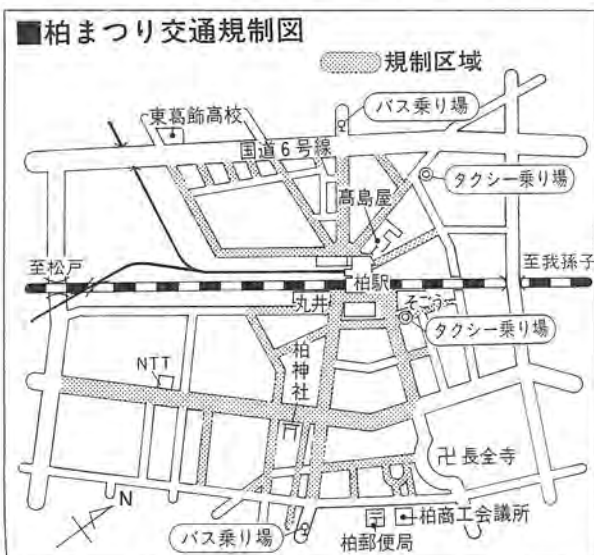 ■柏まつり交通規制図
規制区域
東葛飾高校
バス乗り場
国道6号線
タクシー乗り場
髙島屋
至松戸
至我孫子
柏駅
丸井
そごう
タクシー乗り場
NTT
柏神社
卍長全寺
N
バス乗り場
柏商工会議所
柏郵便局